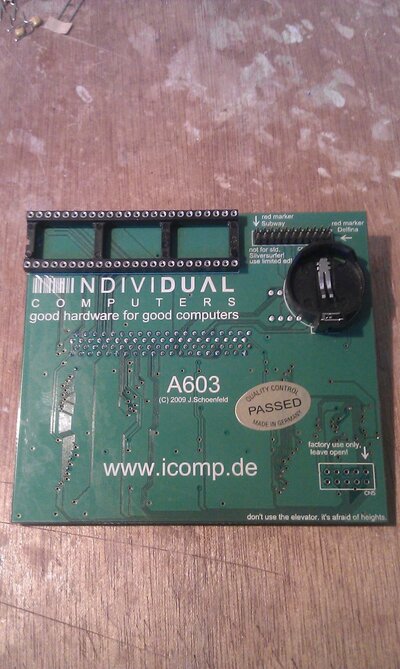 red marker
Subway
red marker
Delfina
not for std.
Silversurfer!
use limited edi
INDIVIDUAL
COMPUTERS
good hardware for good computers
A603
(C) 2009 J.Schoenfeld
QUALITY CONTROL
PASSED
MADE IN GERMANY
factory use only,
leave open!
www.icomp.de
CN5
don't use the elevator, it's afraid of heights.